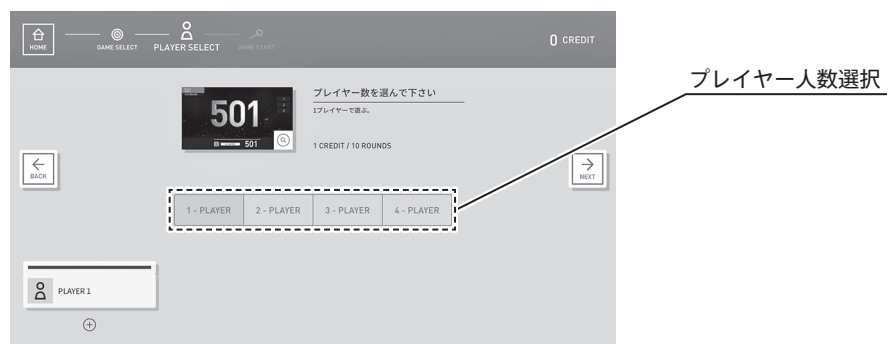 HOME
GAME SELECT
PLAYER SELECT
GAME START
0 CREDIT
プレイヤー人数選択
501
プレイヤー数を選んで下さい
1プレイヤーで遊ぶ。
501
1 CREDIT / 10 ROUNDS
BACK
NEXT
1 - PLAYER
2 - PLAYER
3 - PLAYER
4 - PLAYER
PLAYER 1